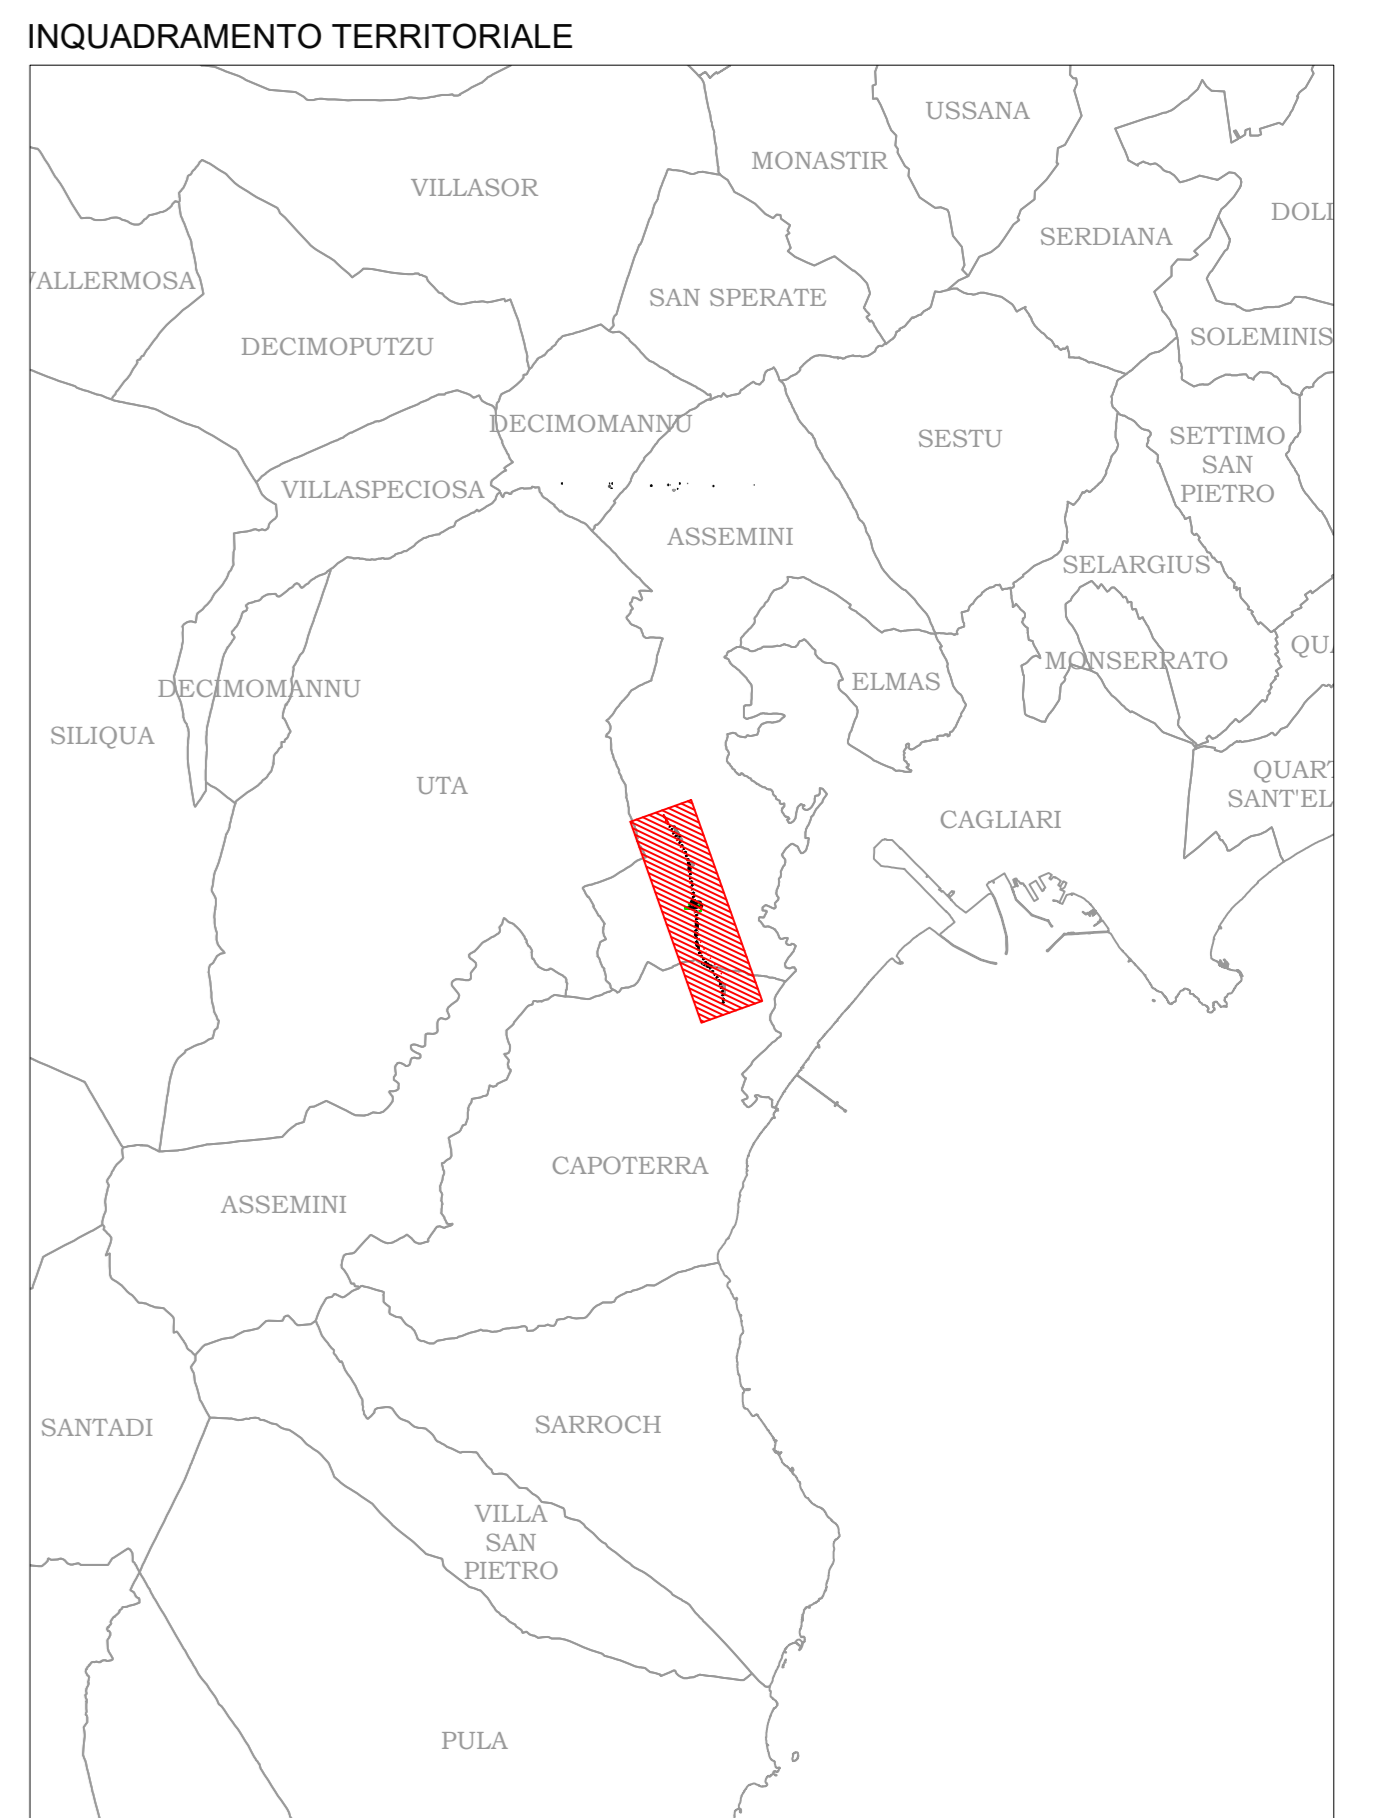 INQUADRAMENTO TERRITORIALE
USSANA
MONASTIR
VILLASOR
DOLI
SERDIANA
VALLERMOSA
SAN SPERATE
SOLEMINIS
DECIMOPUTZU
DECIMOMANNU
SESTU
SETTIMO
SAN
PIETRO
VILLASPECIOSA
ASSEMINI
SELARGIUS
QUA
MONSERRATO
ELMAS
DECIMOMANNU
SILIQUA
UTA
QUART
SANT'EL
CAGLIARI
CAPOTERRA
ASSEMINI
SARROCH
SANTADI
VILLA
SAN
PIETRO
PULA